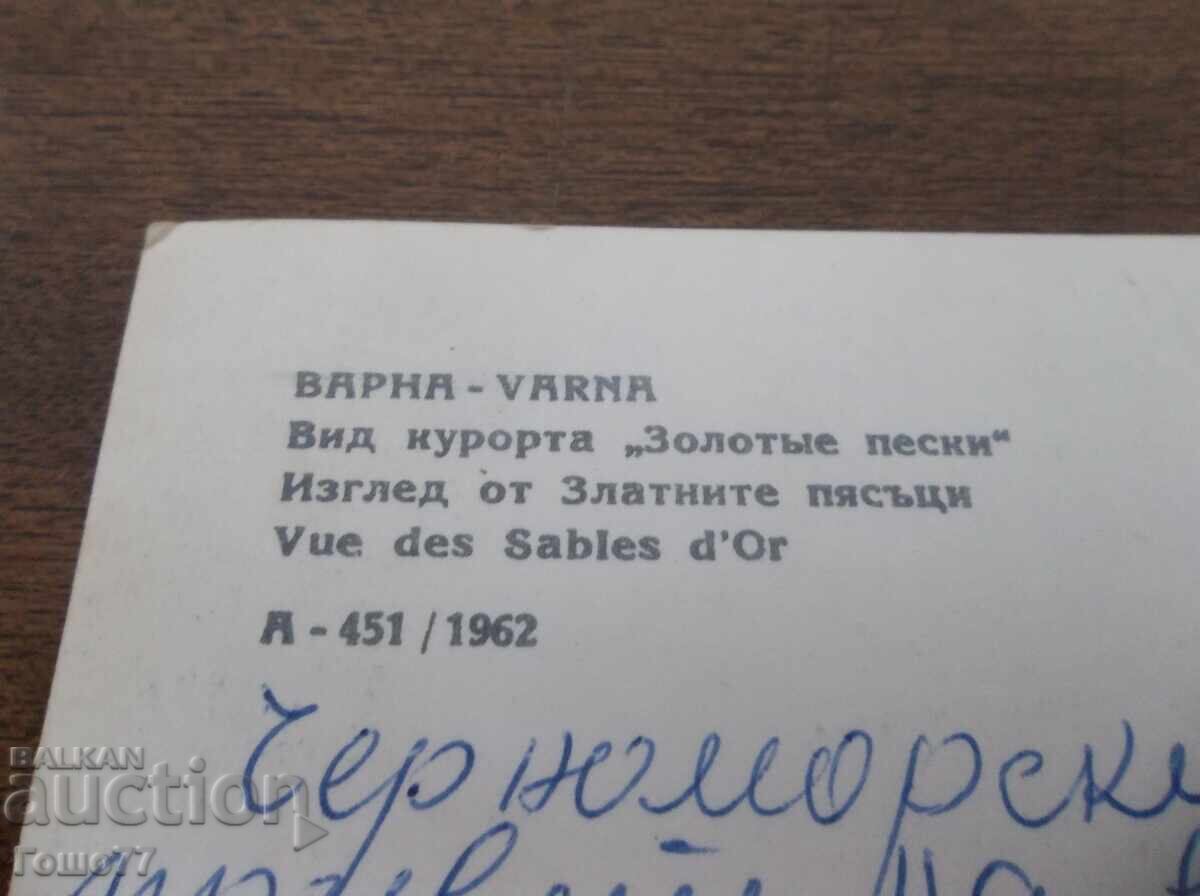 ВАРНА - VARNA
Вид курорта „Золотые пески“
Изглед от Златните пясъци
Vue des Sables d'Or
А - 451 / 1962
BALKAN
auction
Гошо77